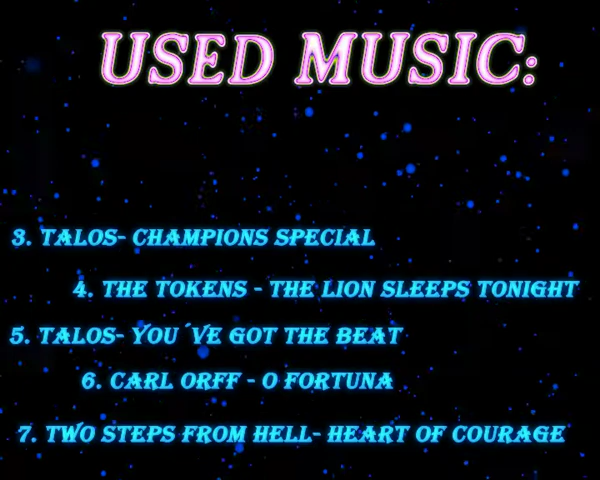 USED MUSIC:
3. TALOS- CHAMPIONS SPECIAL
4. THE TOKENS - THE LION SLEEPS TONIGHT
5. TALOS- YOU´VE GOT THE BEAT
6. CARL ORFF - O FORTUNA
7. TWO STEPS FROM HELL- HEART OF COURAGE